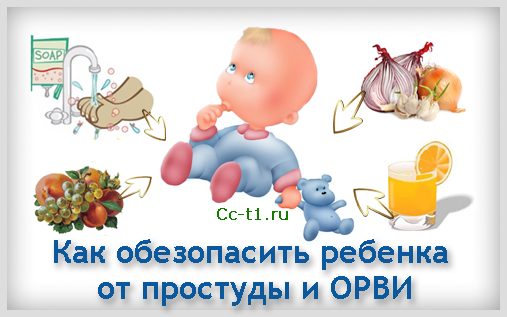 SOAP
Cc-t1.ru
Как обезопасить ребенка
от простуды и ОРВИ